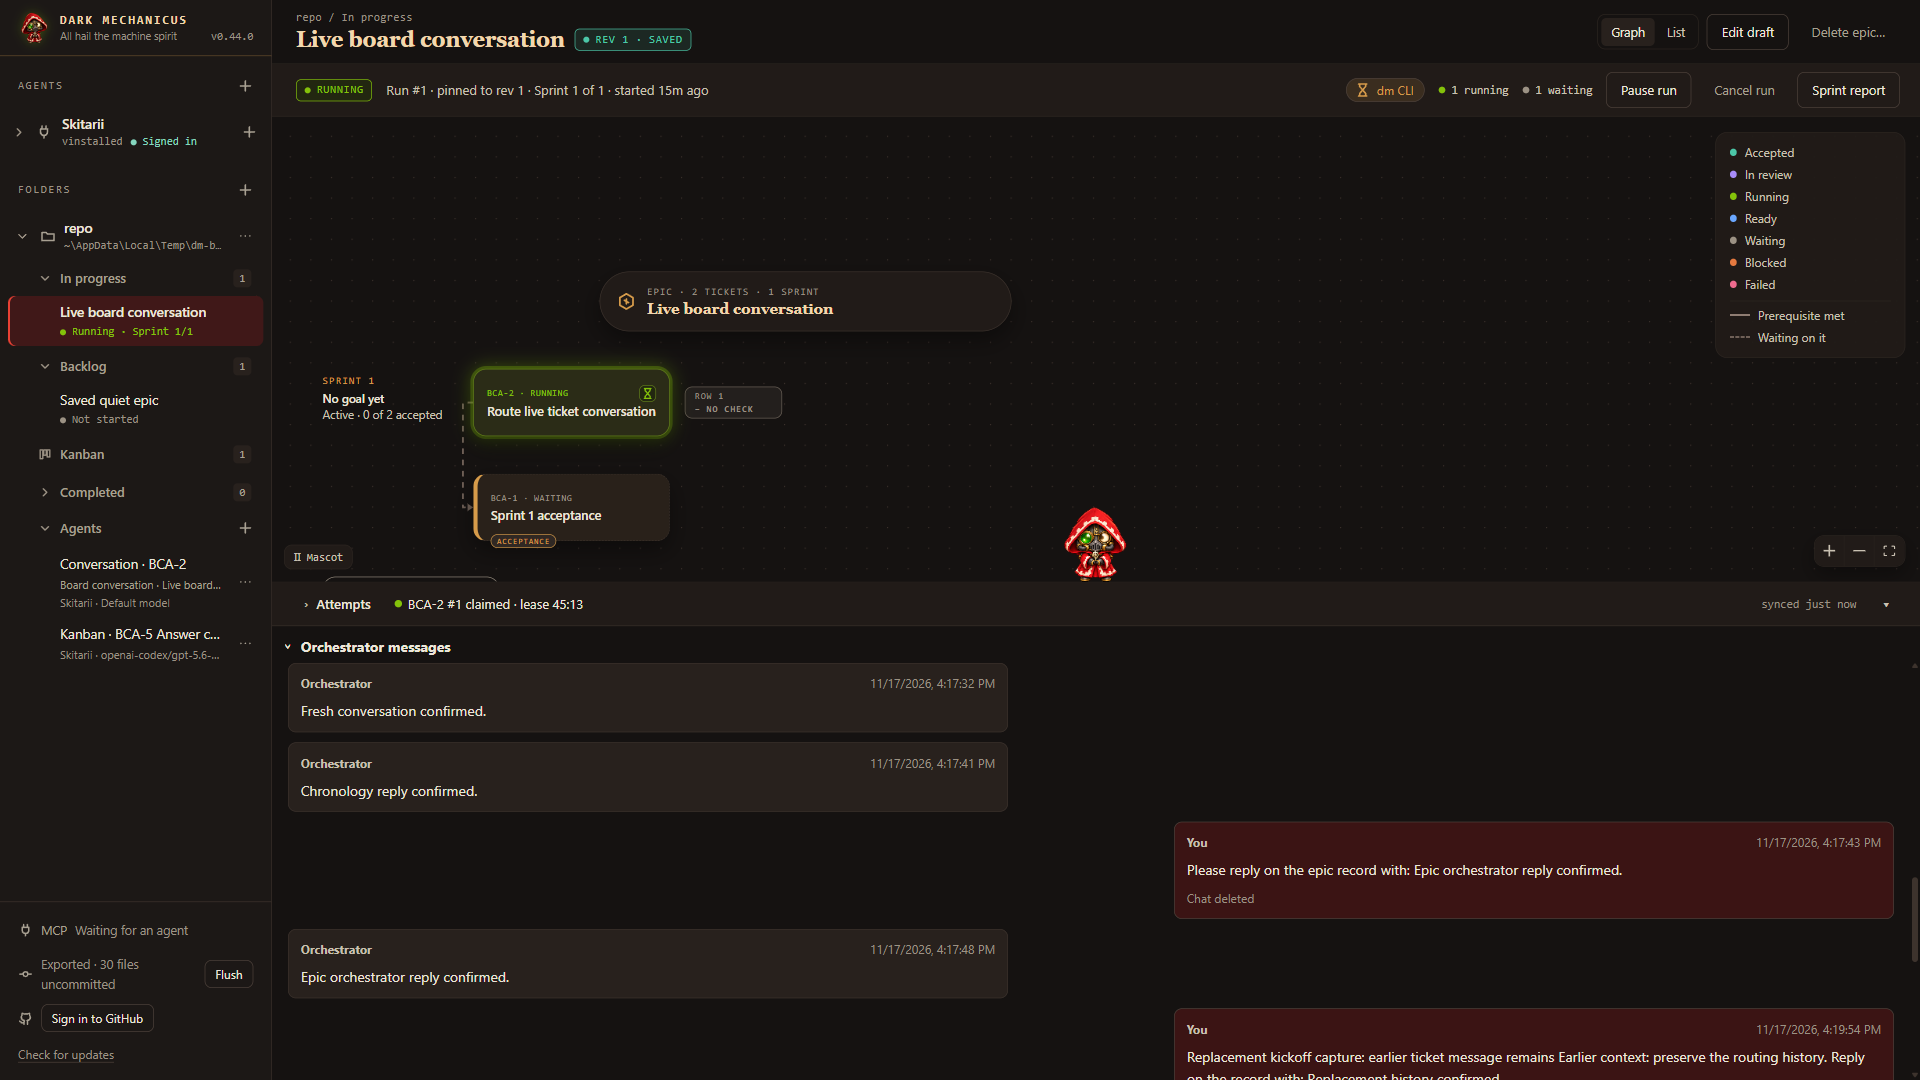 DARK MECHANICUS
All hail the machine spirit
v0.44.0
AGENTS
Skitarii
vinstalled
Signed in
FOLDERS
repo
~\AppData\Local\Temp\dm-b…
In progress
1
Live board conversation
Running · Sprint 1/1
Backlog
1
Saved quiet epic
Not started
Kanban
1
Completed
0
Agents
Conversation · BCA-2
Board conversation · Live board…
Skitarii · Default model
Kanban · BCA-5 Answer c…
Skitarii · openai-codex/gpt-5.6-…
MCP Waiting for an agent
Exported · 30 files
uncommitted
Flush
Sign in to GitHub
Check for updates
repo / In progress
Live board conversation
REV 1 · SAVED
Graph
List
Edit draft
Delete epic…
RUNNING
Run #1 · pinned to rev 1 · Sprint 1 of 1 · started 15m ago
dm CLI
1 running
1 waiting
Pause run
Cancel run
Sprint report
Accepted
In review
Running
Ready
Waiting
Blocked
Failed
Prerequisite met
Waiting on it
EPIC · 2 TICKETS · 1 SPRINT
Live board conversation
SPRINT 1
No goal yet
Active · 0 of 2 accepted
BCA-2 · RUNNING
Route live ticket conversation
ROW 1
– NO CHECK
BCA-1 · WAITING
Sprint 1 acceptance
ACCEPTANCE
Mascot
Attempts
BCA-2 #1 claimed · lease 45:13
synced just now
Orchestrator messages
Orchestrator
11/17/2026, 4:17:32 PM
Fresh conversation confirmed.
Orchestrator
11/17/2026, 4:17:41 PM
Chronology reply confirmed.
You
11/17/2026, 4:17:43 PM
Please reply on the epic record with: Epic orchestrator reply confirmed.
Chat deleted
Orchestrator
11/17/2026, 4:17:48 PM
Epic orchestrator reply confirmed.
You
11/17/2026, 4:19:54 PM
Replacement kickoff capture: earlier ticket message remains Earlier context: preserve the routing history. Reply
on the record with: Replacement history confirmed.